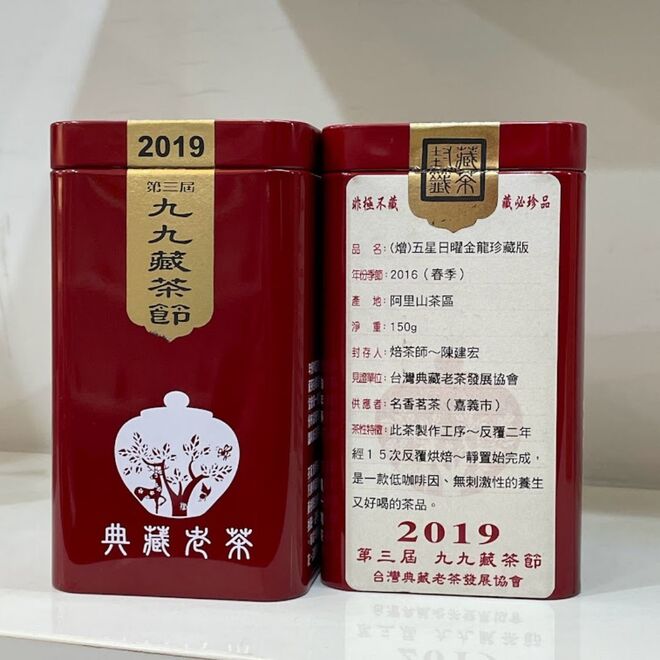 2019
第三屆
九九藏茶節
典藏老茶
藏茶
封籤
非極不藏
藏必珍品
品 名：(熷)五星日曜金龍珍藏版
年份季節：2016（春季）
產 地：阿里山茶區
淨 重：150g
封存人：焙茶師～陳建宏
見證單位：台灣典藏老茶發展協會
供應者：名香茗茶（嘉義市）
茶性特徵：此茶製作工序～反覆二年
經15次反覆烘焙～靜置始完成，
是一款低咖啡因、無刺激性的養生
又好喝的茶品。
2019
第三屆 九九藏茶節
台灣典藏老茶發展協會